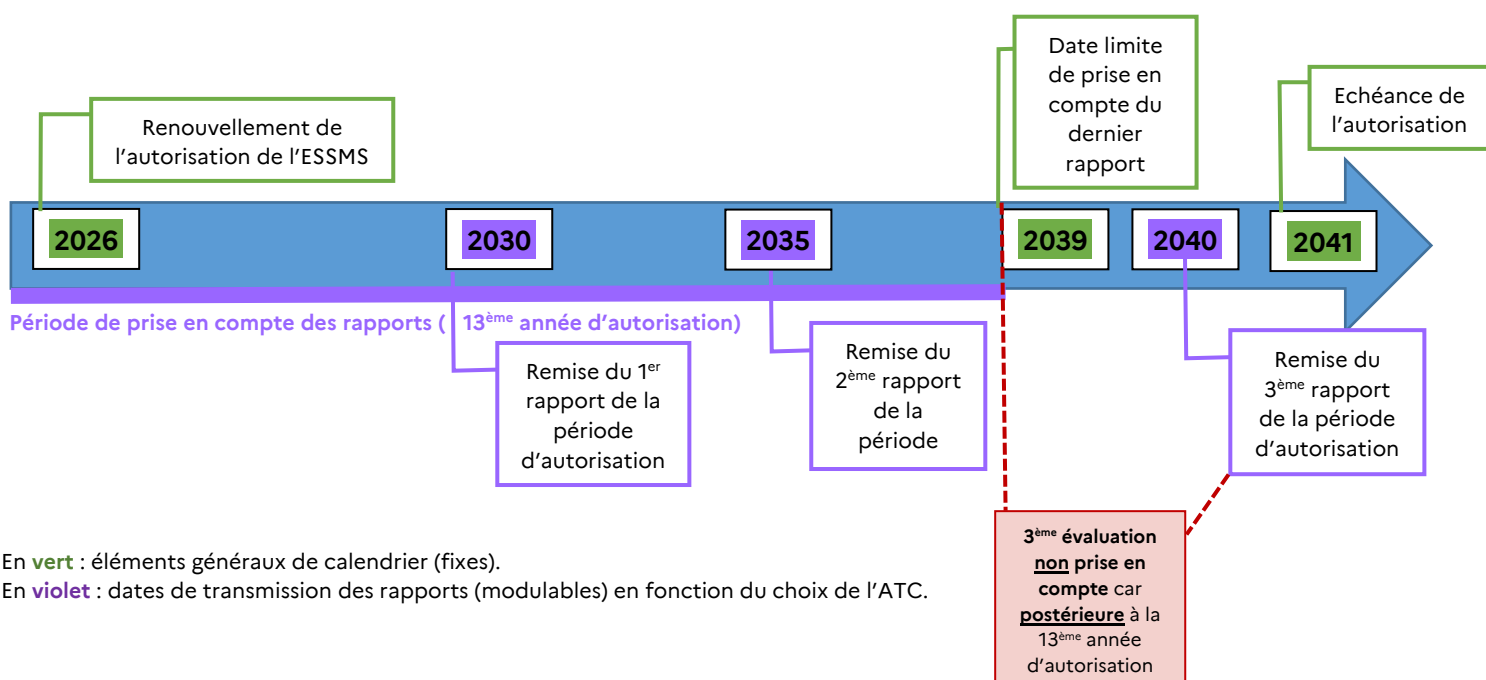 Date limite
de prise en
compte du
dernier
rapport
Echéance de
l'autorisation
Renouvellement de
l'autorisation de l'ESSMS
2026
2030
2035
2039
2040
2041
Période de prise en compte des rapports ( 13ème année d'autorisation)
Remise du 1er
rapport de la
période
d'autorisation
Remise du
2ème rapport
de la
période
Remise du
3ème rapport
de la période
d'autorisation
3ème évaluation
non prise en
compte car
postérieure à la
13ème année
d'autorisation
En vert : éléments généraux de calendrier (fixes).
En violet : dates de transmission des rapports (modulables) en fonction du choix de l'ATC.